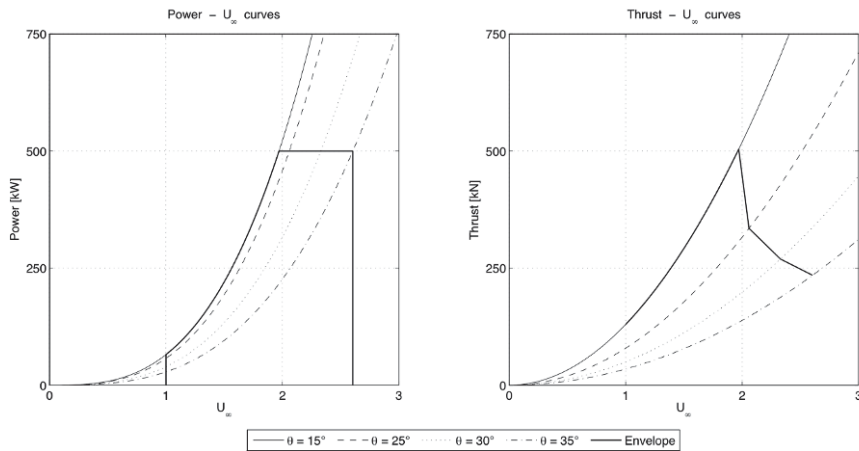 Power – U∞ curves
Power [kW]
750
500
250
0
0
1
2
3
U∞
Thrust – U∞ curves
Thrust [kN]
750
500
250
0
0
1
2
3
U∞
θ = 15° θ = 25° θ = 30° θ = 35° Envelope